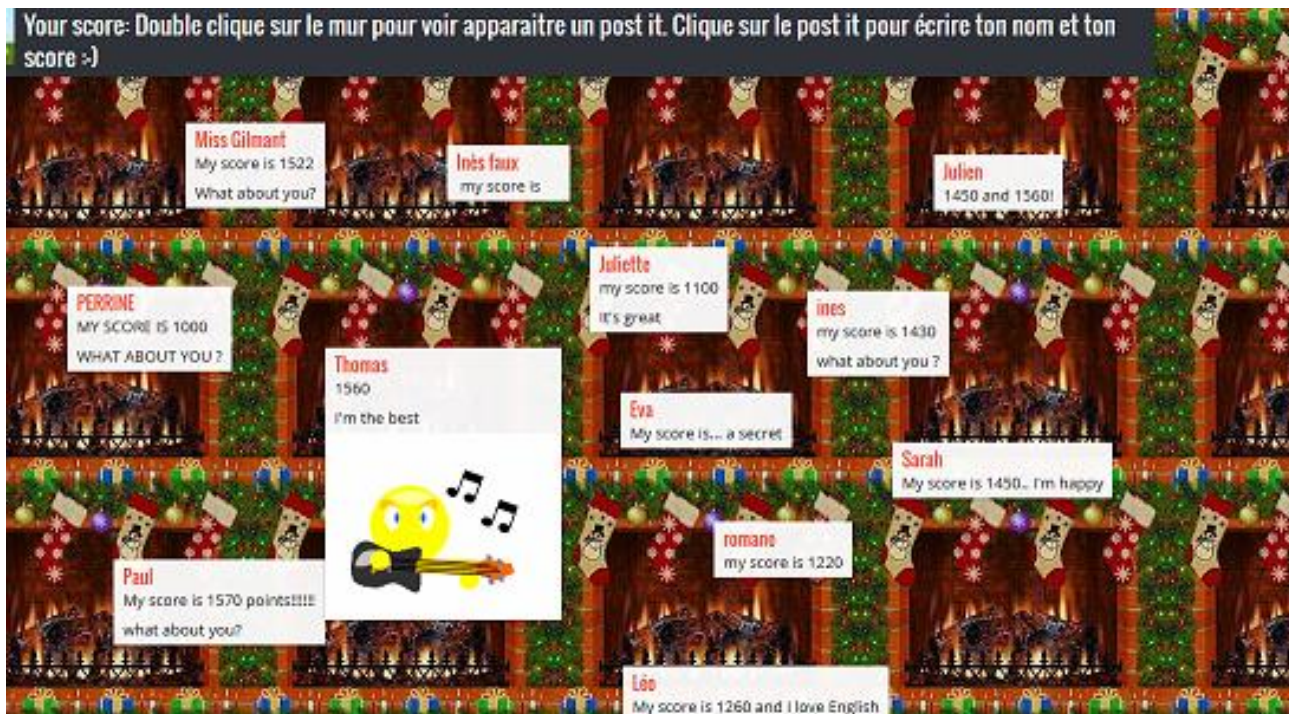 Your score: Double clique sur le mur pour voir apparaitre un post it. Clique sur le post it pour écrire ton nom et ton
score :-)
Miss Gilmant
My score is 1522
What about you?
Inès faux
my score is
Julien
1450 and 1560!
Juliette
my score is 1100
It's great
PERRINE
MY SCORE IS 1000
WHAT ABOUT YOU ?
ines
my score is 1430
what about you ?
Thomas
1560
I'm the best
Eva
My score is... a secret
Sarah
My score is 1450.. I'm happy
romane
my score is 1220
Paul
My score is 1570 points!!!!!
what about you?
Léo
My score is 1260 and I love English